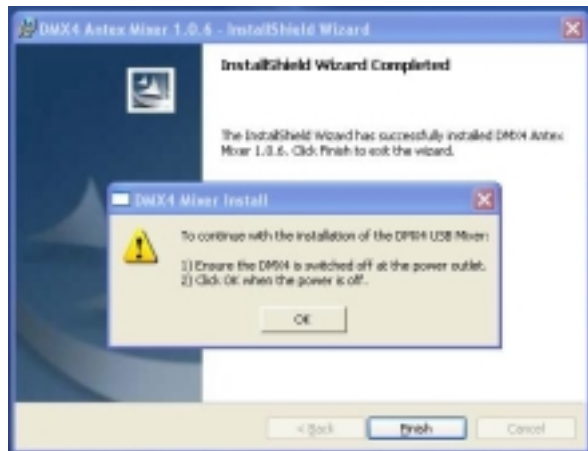 DMX4 Antex Mixer 1.0.6 - InstallShield Wizard
InstallShield Wizard Completed
The InstallShield Wizard has successfully installed DMX4 Antex
Mixer 1.0.6. Click Finish to exit the wizard.
DMX4 Mixer Install
To continue with the installation of the DMX4 USB Mixer:
1) Ensure the DMX4 is switched off at the power outlet.
2) Click OK when the power is off.
OK
< Back
Finish
Cancel